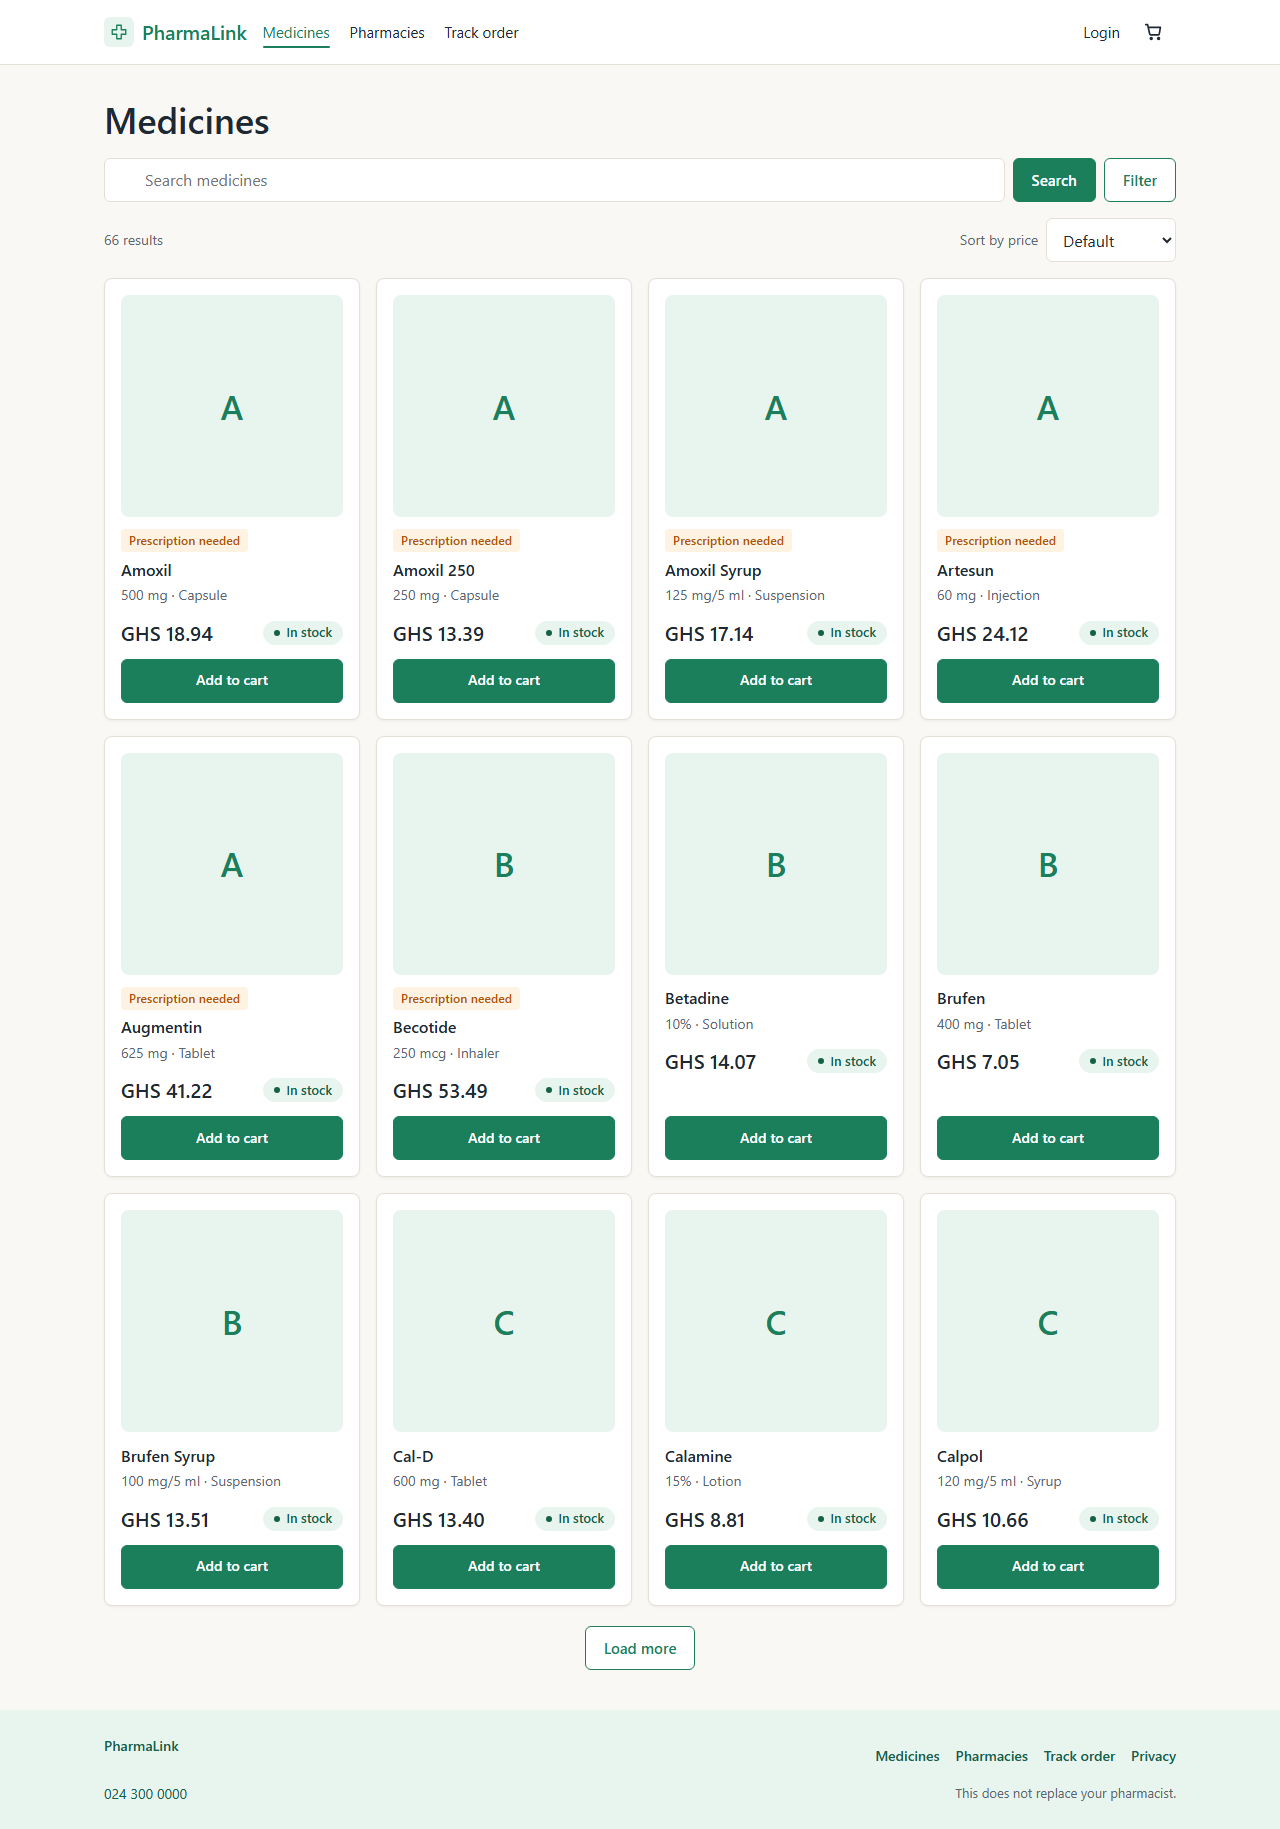 PharmaLink
Medicines
Pharmacies
Track order
Login
Medicines
Search medicines
Search
Filter
66 results
Sort by price
Default
A
Prescription needed
Amoxil
500 mg · Capsule
GHS 18.94
In stock
Add to cart
A
Prescription needed
Amoxil 250
250 mg · Capsule
GHS 13.39
In stock
Add to cart
A
Prescription needed
Amoxil Syrup
125 mg/5 ml · Suspension
GHS 17.14
In stock
Add to cart
A
Prescription needed
Artesun
60 mg · Injection
GHS 24.12
In stock
Add to cart
A
Prescription needed
Augmentin
625 mg · Tablet
GHS 41.22
In stock
Add to cart
B
Prescription needed
Becotide
250 mcg · Inhaler
GHS 53.49
In stock
Add to cart
B
Betadine
10% · Solution
GHS 14.07
In stock
Add to cart
B
Brufen
400 mg · Tablet
GHS 7.05
In stock
Add to cart
B
Brufen Syrup
100 mg/5 ml · Suspension
GHS 13.51
In stock
Add to cart
C
Cal-D
600 mg · Tablet
GHS 13.40
In stock
Add to cart
C
Calamine
15% · Lotion
GHS 8.81
In stock
Add to cart
C
Calpol
120 mg/5 ml · Syrup
GHS 10.66
In stock
Add to cart
Load more
PharmaLink
024 300 0000
Medicines
Pharmacies
Track order
Privacy
This does not replace your pharmacist.